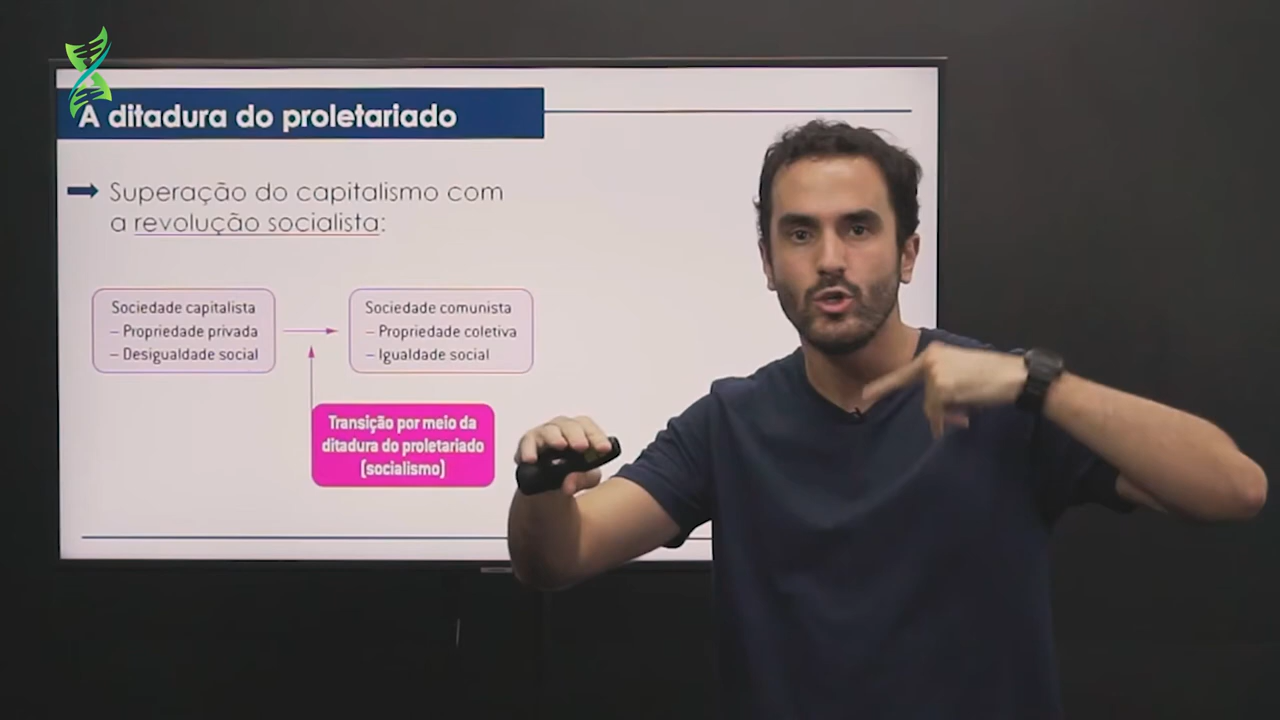 A ditadura do proletariado
Superação do capitalismo com
a revolução socialista:
Sociedade capitalista
– Propriedade privada
– Desigualdade social
Sociedade comunista
– Propriedade coletiva
– Igualdade social
Transição por meio da
ditadura do proletariado
(socialismo)